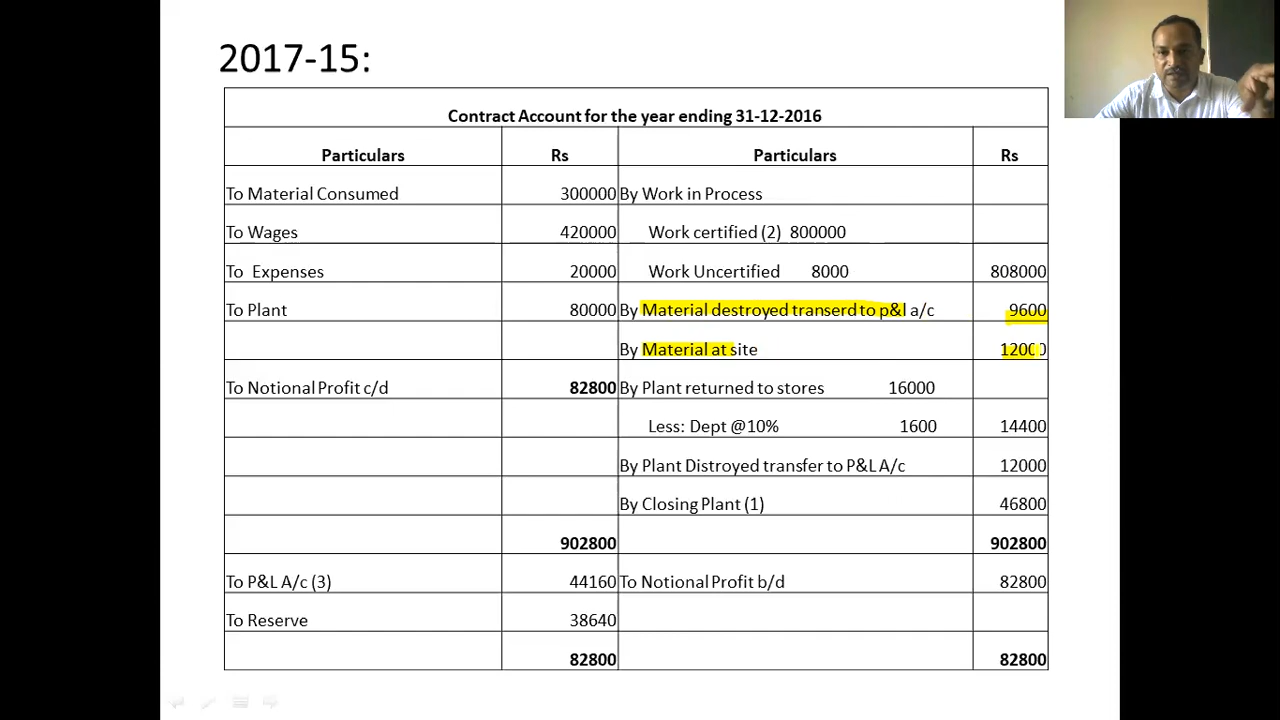 2017-15:
Contract Account for the year ending 31-12-2016
Particulars Rs Particulars Rs
To Material Consumed 300000 By Work in Process
To Wages 420000 Work certified (2) 800000
To Expenses 20000 Work Uncertified 8000 808000
To Plant 80000 By Material destroyed transerd to p&l a/c 9600
By Material at site 12000
To Notional Profit c/d 82800 By Plant returned to stores 16000
Less: Dept @10% 1600 14400
By Plant Distroyed transfer to P&L A/c 12000
By Closing Plant (1) 46800
902800 902800
To P&L A/c (3) 44160 To Notional Profit b/d 82800
To Reserve 38640
82800 82800